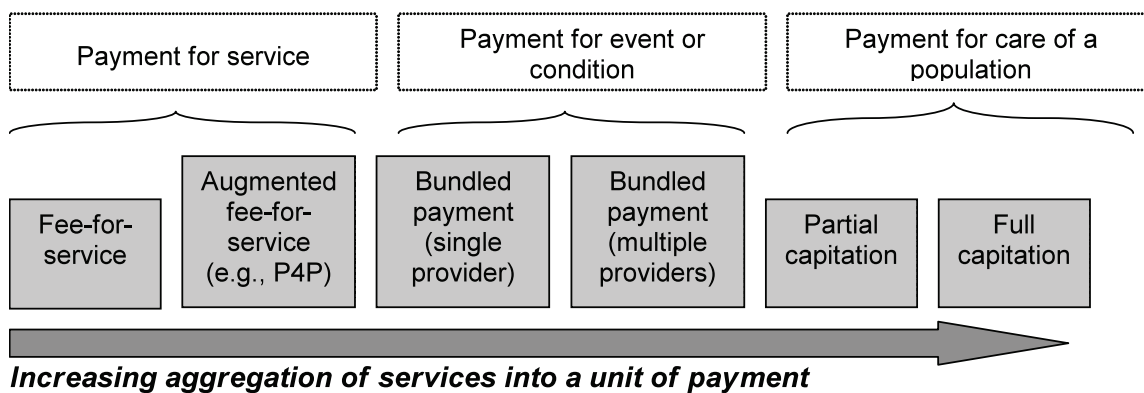 Payment for service
Payment for event or
condition
Payment for care of a
population
Fee-for-
service
Augmented
fee-for-
service
(e.g., P4P)
Bundled
payment
(single
provider)
Bundled
payment
(multiple
providers)
Partial
capitation
Full
capitation
Increasing aggregation of services into a unit of payment